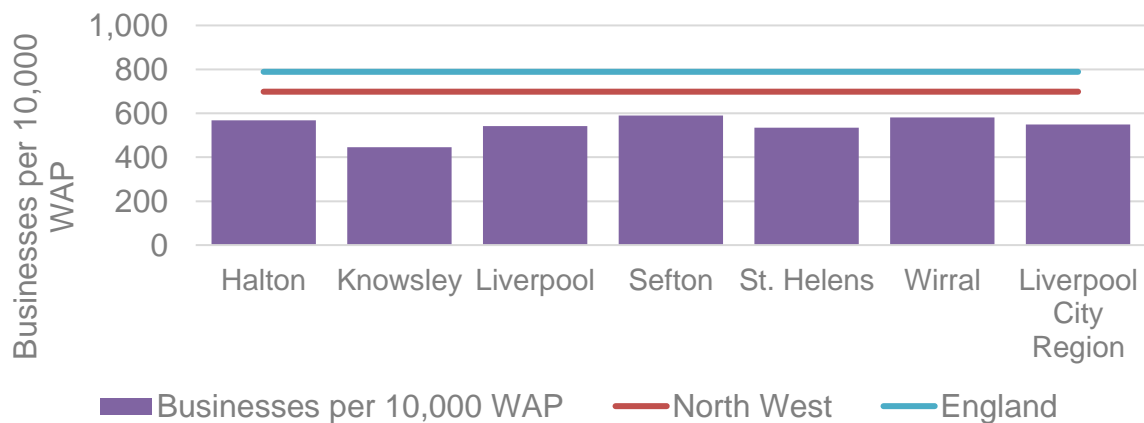 Businesses per 10,000
WAP
1,000
800
600
400
200
0
Halton
Knowsley
Liverpool
Sefton
St. Helens
Wirral
Liverpool
City
Region
Businesses per 10,000 WAP
North West
England